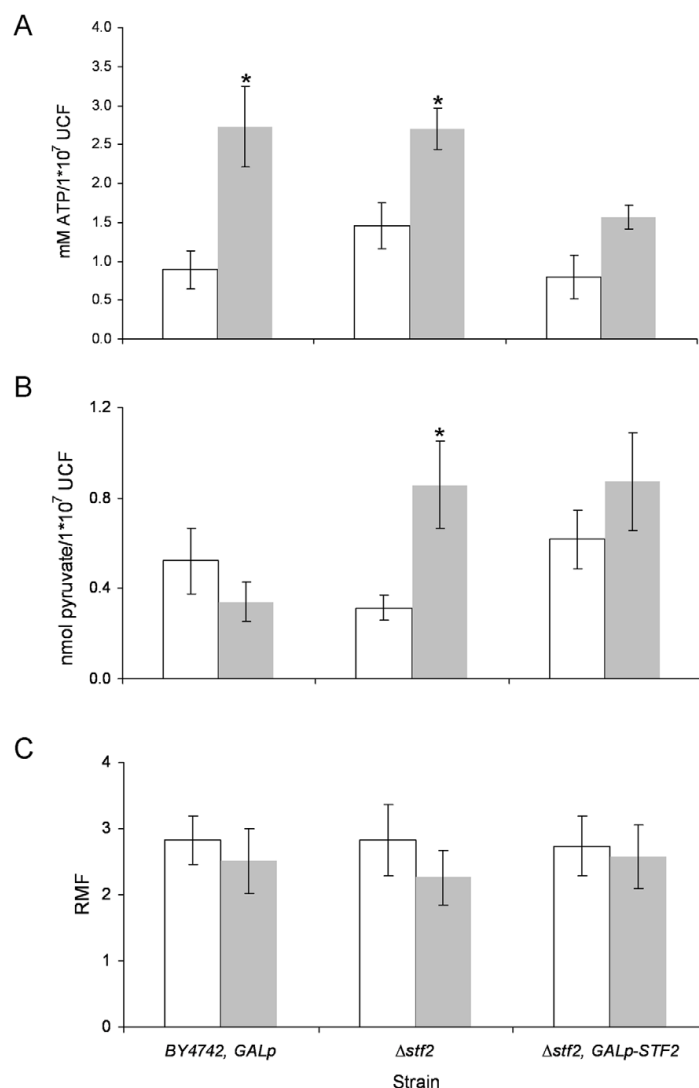 A
mM ATP/1*10⁷ UCF
4.0
3.5
3.0
2.5
2.0
1.5
1.0
0.5
0.0
*
*
B
nmol pyruvate/1*10⁷ UCF
1.2
0.8
0.4
0.0
*
C
RMF
4
3
2
1
0
BY4742, GALp
Δstf2
Δstf2, GALp-STF2
Strain